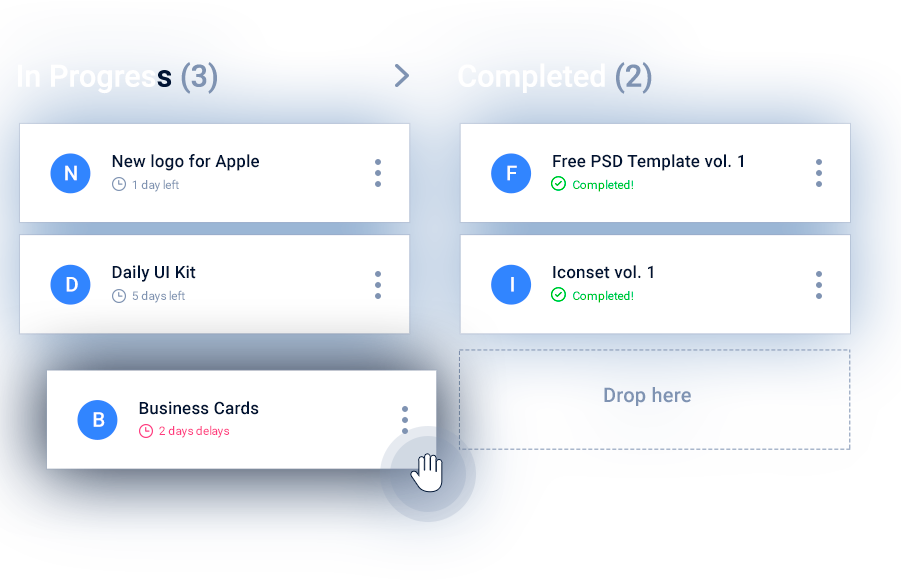 In Progress (3)
N
New logo for Apple
1 day left
D
Daily UI Kit
5 days left
B
Business Cards
2 days delays
Completed (2)
F
Free PSD Template vol. 1
Completed!
I
Iconset vol. 1
Completed!
Drop here